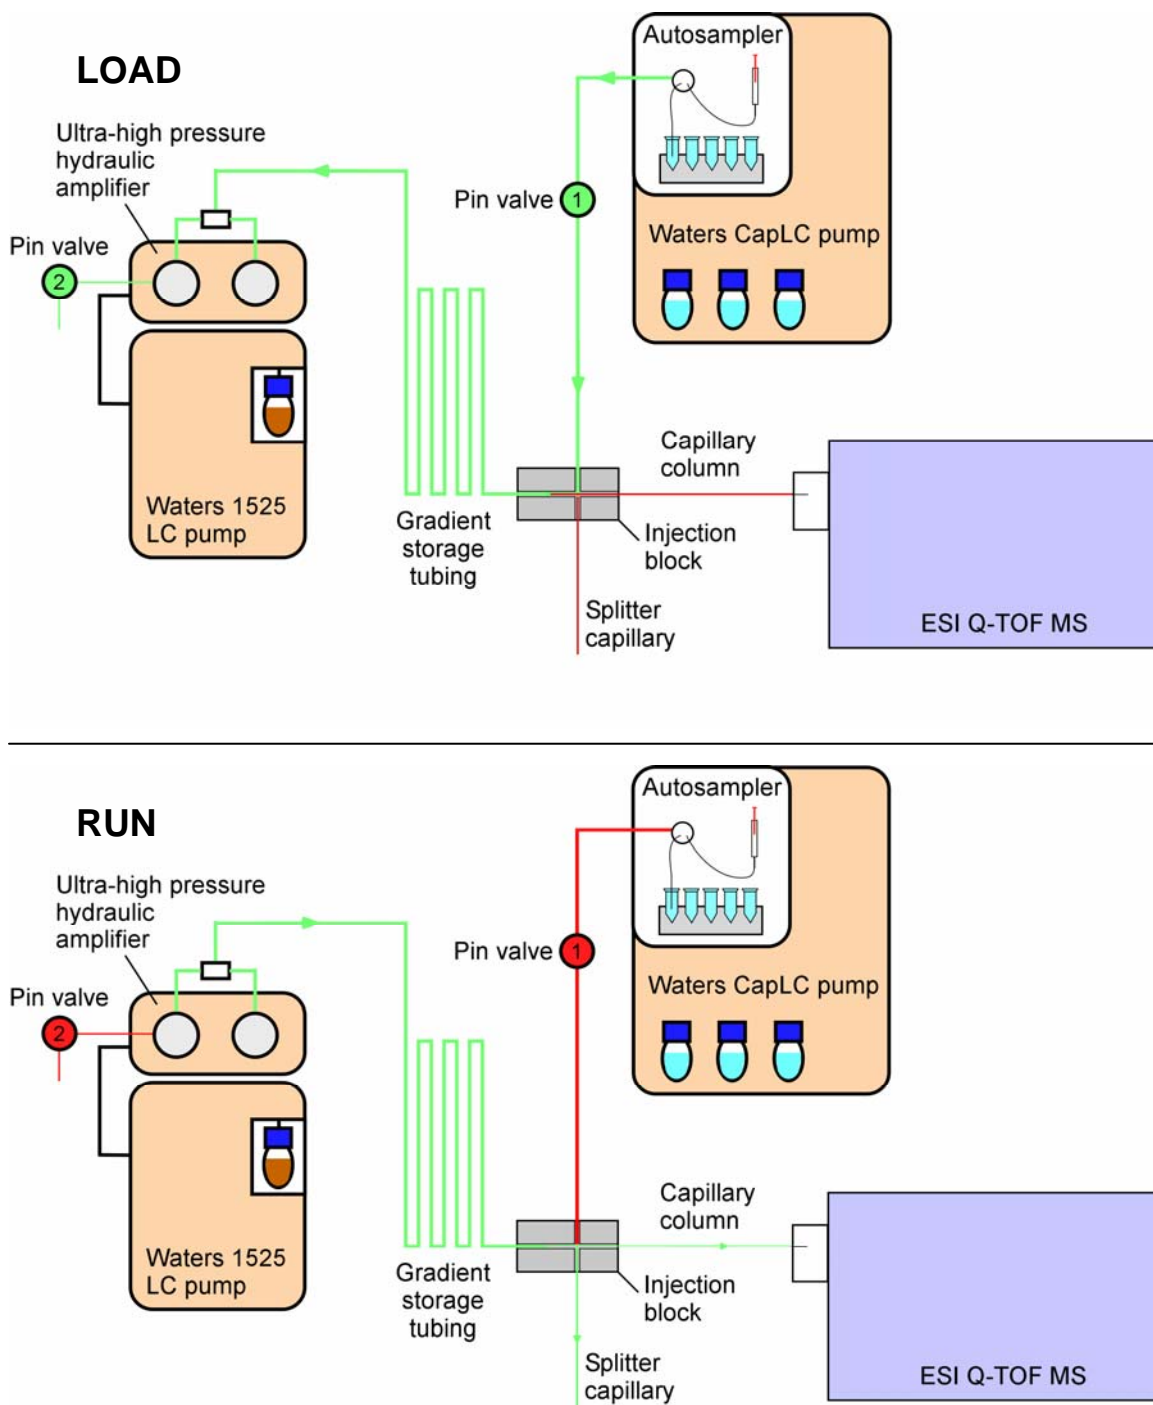 LOAD
Autosampler
Ultra-high pressure
hydraulic
amplifier
Pin valve
1
Pin valve
2
Waters CapLC pump
Capillary
column
Waters 1525
LC pump
Gradient
storage
tubing
Injection
block
Splitter
capillary
ESI Q-TOF MS
RUN
Autosampler
Ultra-high pressure
hydraulic
amplifier
Pin valve
1
Pin valve
2
Waters CapLC pump
Capillary
column
Waters 1525
LC pump
Gradient
storage
tubing
Injection
block
Splitter
capillary
ESI Q-TOF MS